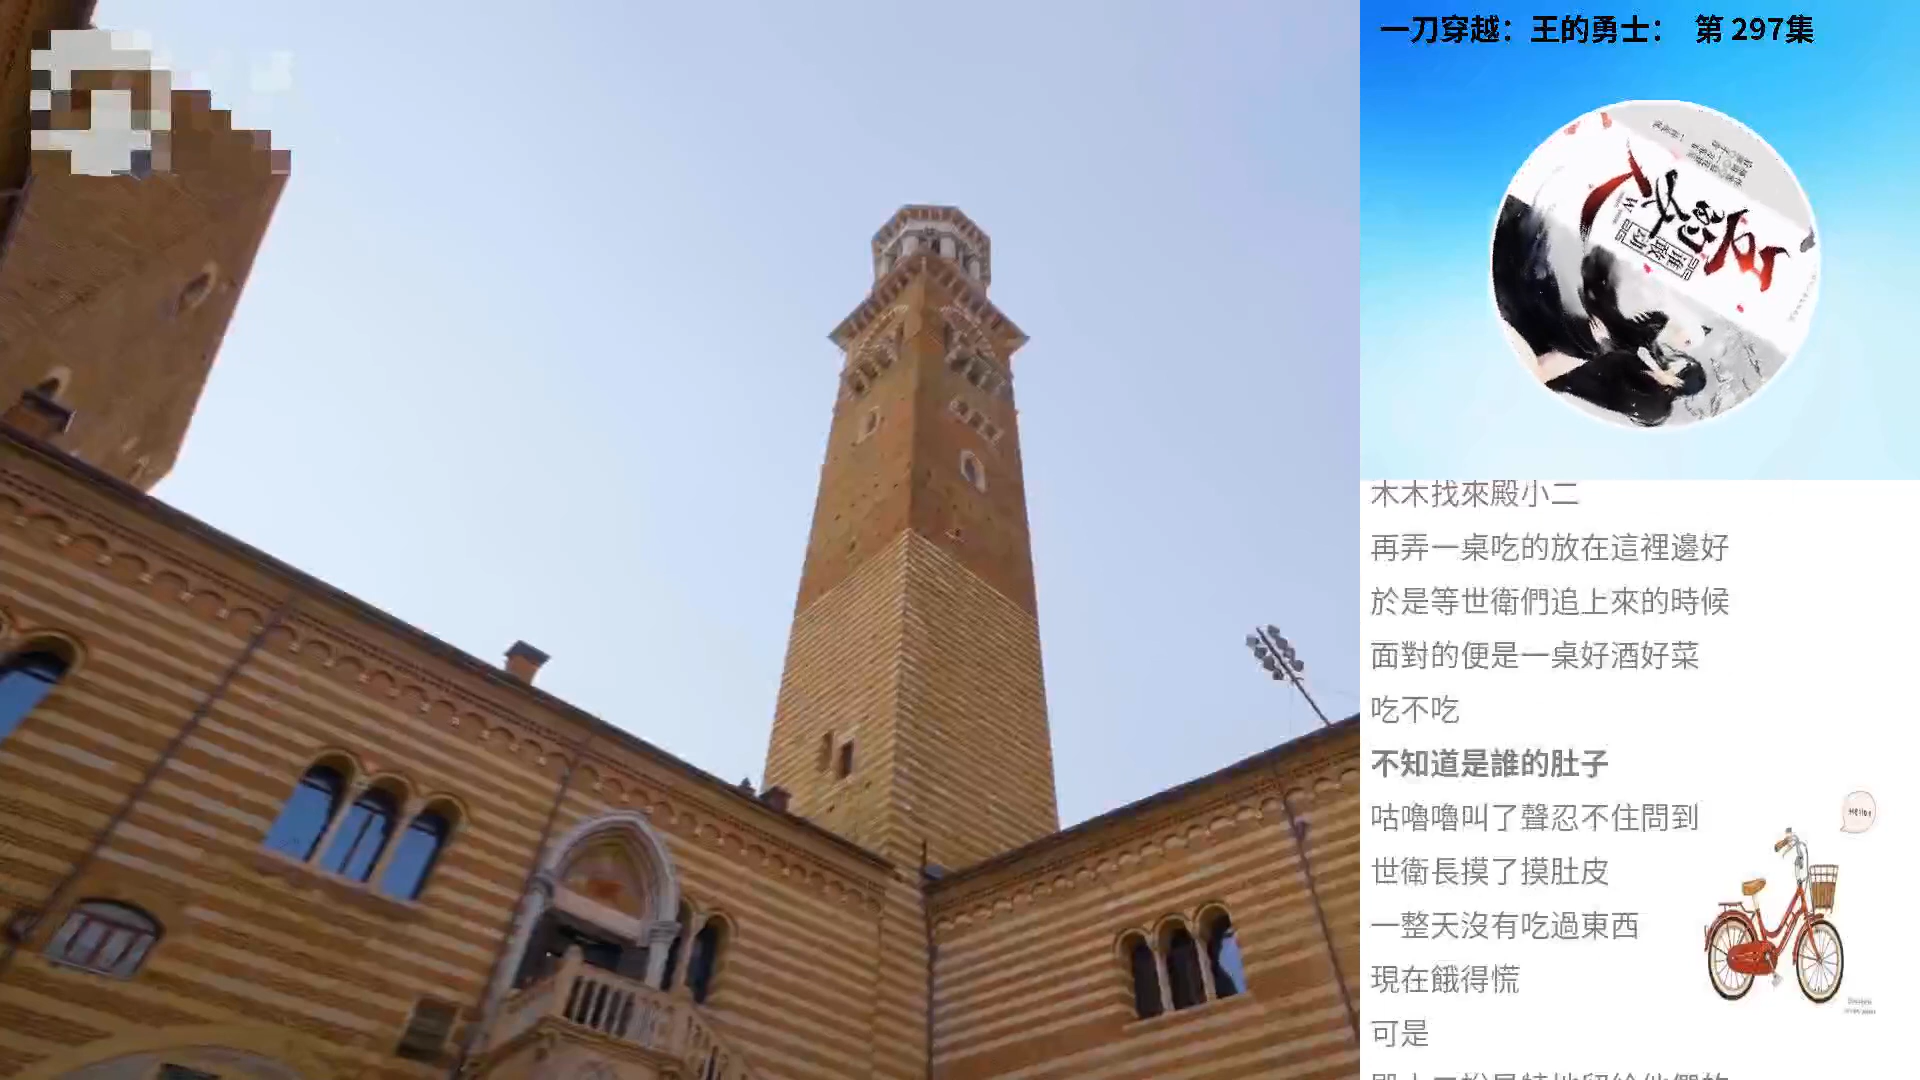 一刀穿越：王的勇士： 第 297集
木木找來殿小二
再弄一桌吃的放在這裡邊好
於是等世衛們追上來的時候
面對的便是一桌好酒好菜
吃不吃
不知道是誰的肚子
咕嚕嚕叫了聲忍不住問到
世衛長摸了摸肚皮
一整天沒有吃過東西
現在餓得慌
可是
Hello!